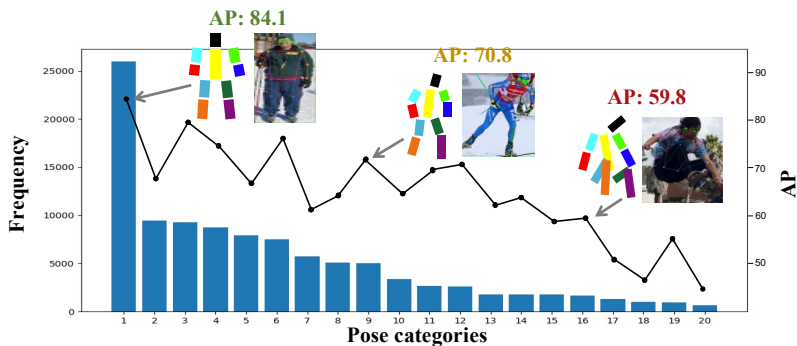 AP: 84.1
AP: 70.8
AP: 59.8
Frequency
25000
20000
15000
10000
5000
0
90
80
70
60
50
AP
1 2 3 4 5 6 7 8 9 10 11 12 13 14 15 16 17 18 19 20
Pose categories